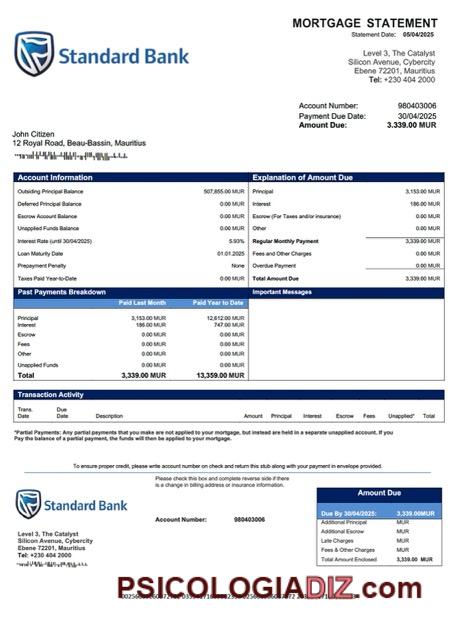 MORTGAGE STATEMENT
Statement Date: 05/04/2025
Standard Bank
Level 3, The Catalyst
Silicon Avenue, Cybercity
Ebene 72201, Mauritius
Tel: +230 404 2000
Account Number: 980403006
Payment Due Date: 30/04/2025
Amount Due: 3.339.00 MUR
John Citizen
12 Royal Road, Beau-Bassin, Mauritius
Account Information
Outsiding Principal Balance 507,855.00 MUR
Deferred Principal Balance 0.00 MUR
Escrow Account Balance 0.00 MUR
Unapplied Funds Balance 0.00 MUR
Interest Rate (until 30/04/2025) 5.93%
Loan Maturity Date 01.01.2025
Prepayment Penalty None
Taxes Paid Year-to-Date 0.00 MUR
Explanation of Amount Due
Principal 3,153.00 MUR
Interest 186.00 MUR
Escrow (For Taxes and/or insurance) 0.00 MUR
Other 0.00 MUR
Regular Monthly Payment 3,339.00 MUR
Fees and Other Charges 0.00 MUR
Overdue Payment 0.00 MUR
Total Amount Due 3,339.00 MUR
Past Payments Breakdown
Paid Last Month Paid Year to Date
Principal 3,153.00 MUR 12,612.00 MUR
Interest 186.00 MUR 747.00 MUR
Escrow 0.00 MUR 0.00 MUR
Fees 0.00 MUR 0.00 MUR
Other 0.00 MUR 0.00 MUR
Unapplied Funds 0.00 MUR 0.00 MUR
Total 3,339.00 MUR 13,359.00 MUR
Important Messages
Transaction Activity
Trans. Date Due Date Description Amount Principal Interest Escrow Fees Unapplied* Total
*Partial Payments: Any partial payments that you make are not applied to your mortgage, but instead are held in a separate unapplied account. If you
Pay the balance of a partial payment, the funds will then be applied to your mortgage.
To ensure proper credit, please write account number on check and return this stub along with your payment in envelope provided.
Please check this box and complete reverse side if there
is a change in billing address or insurance information.
Standard Bank
Account Number: 980403006
Level 3, The Catalyst
Silicon Avenue, Cybercity
Ebene 72201, Mauritius
Tel: +230 404 2000
Amount Due
Due By 30/04/2025: 3,339.00MUR
Additional Principal MUR
Additional Escrow MUR
Late Charges MUR
Fees & Other Charges MUR
Total Amount Enclosed 3,339.00 MUR
PSICOLOGIADIZ.com